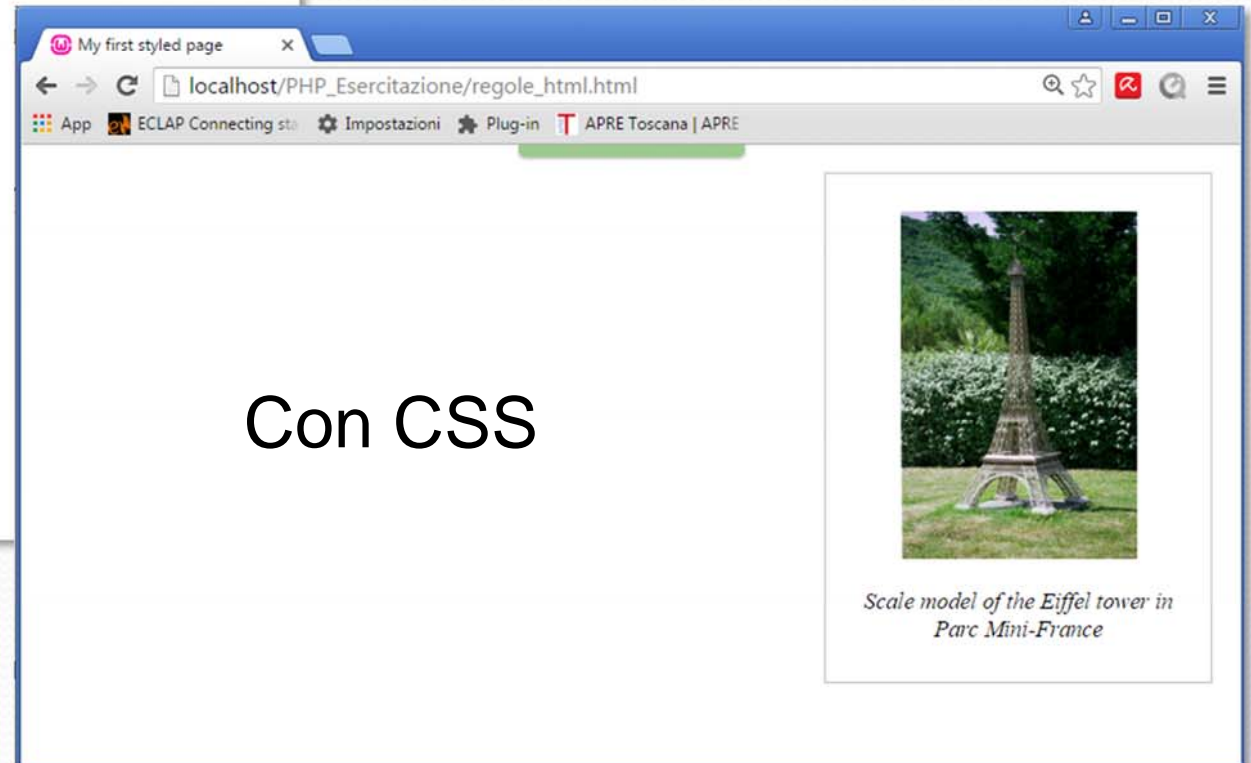 My first styled page
localhost/PHP_Esercitazione/regole_html.html
App ECLAP Connecting sta Impostazioni Plug-in APRE Toscana | APRE
Con CSS
Scale model of the Eiffel tower in
Parc Mini-France